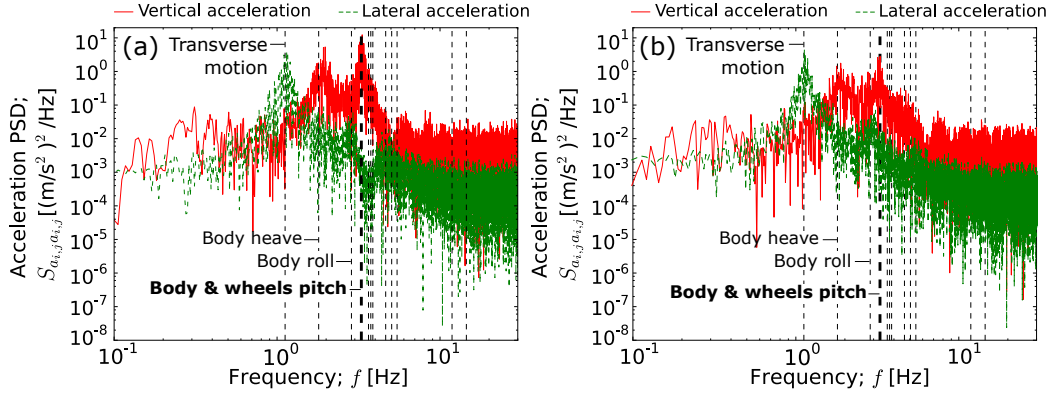 Vertical acceleration Lateral acceleration
(a)
Acceleration PSD;
S_{a_{i,j} a_{i,j}} [(m/s²)²/Hz]
10¹
10⁰
10⁻¹
10⁻²
10⁻³
10⁻⁴
10⁻⁵
10⁻⁶
10⁻⁷
10⁻⁸
Transverse
motion
Body heave
Body roll
Body & wheels pitch
10⁻¹ 10⁰ 10¹
Frequency; f [Hz]
Vertical acceleration Lateral acceleration
(b)
Acceleration PSD;
S_{a_{i,j} a_{i,j}} [(m/s²)²/Hz]
10¹
10⁰
10⁻¹
10⁻²
10⁻³
10⁻⁴
10⁻⁵
10⁻⁶
10⁻⁷
10⁻⁸
Transverse
motion
Body heave
Body roll
Body & wheels pitch
10⁻¹ 10⁰ 10¹
Frequency; f [Hz]